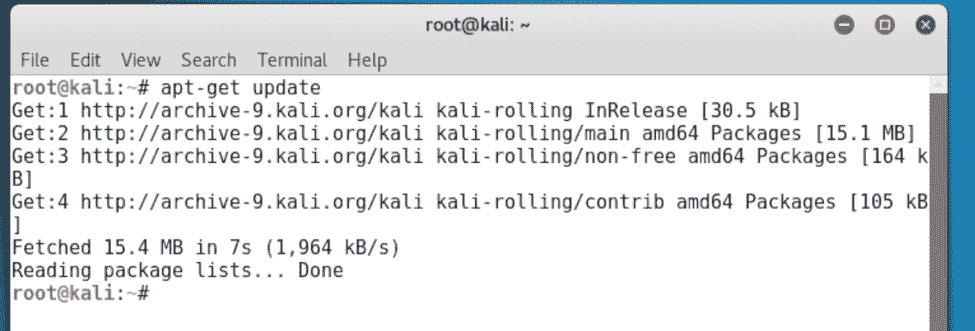 root@kali: ~
File Edit View Search Terminal Help
root@kali:~# apt-get update
Get:1 http://archive-9.kali.org/kali kali-rolling InRelease [30.5 kB]
Get:2 http://archive-9.kali.org/kali kali-rolling/main amd64 Packages [15.1 MB]
Get:3 http://archive-9.kali.org/kali kali-rolling/non-free amd64 Packages [164 k
B]
Get:4 http://archive-9.kali.org/kali kali-rolling/contrib amd64 Packages [105 kB
]
Fetched 15.4 MB in 7s (1,964 kB/s)
Reading package lists... Done
root@kali:~#